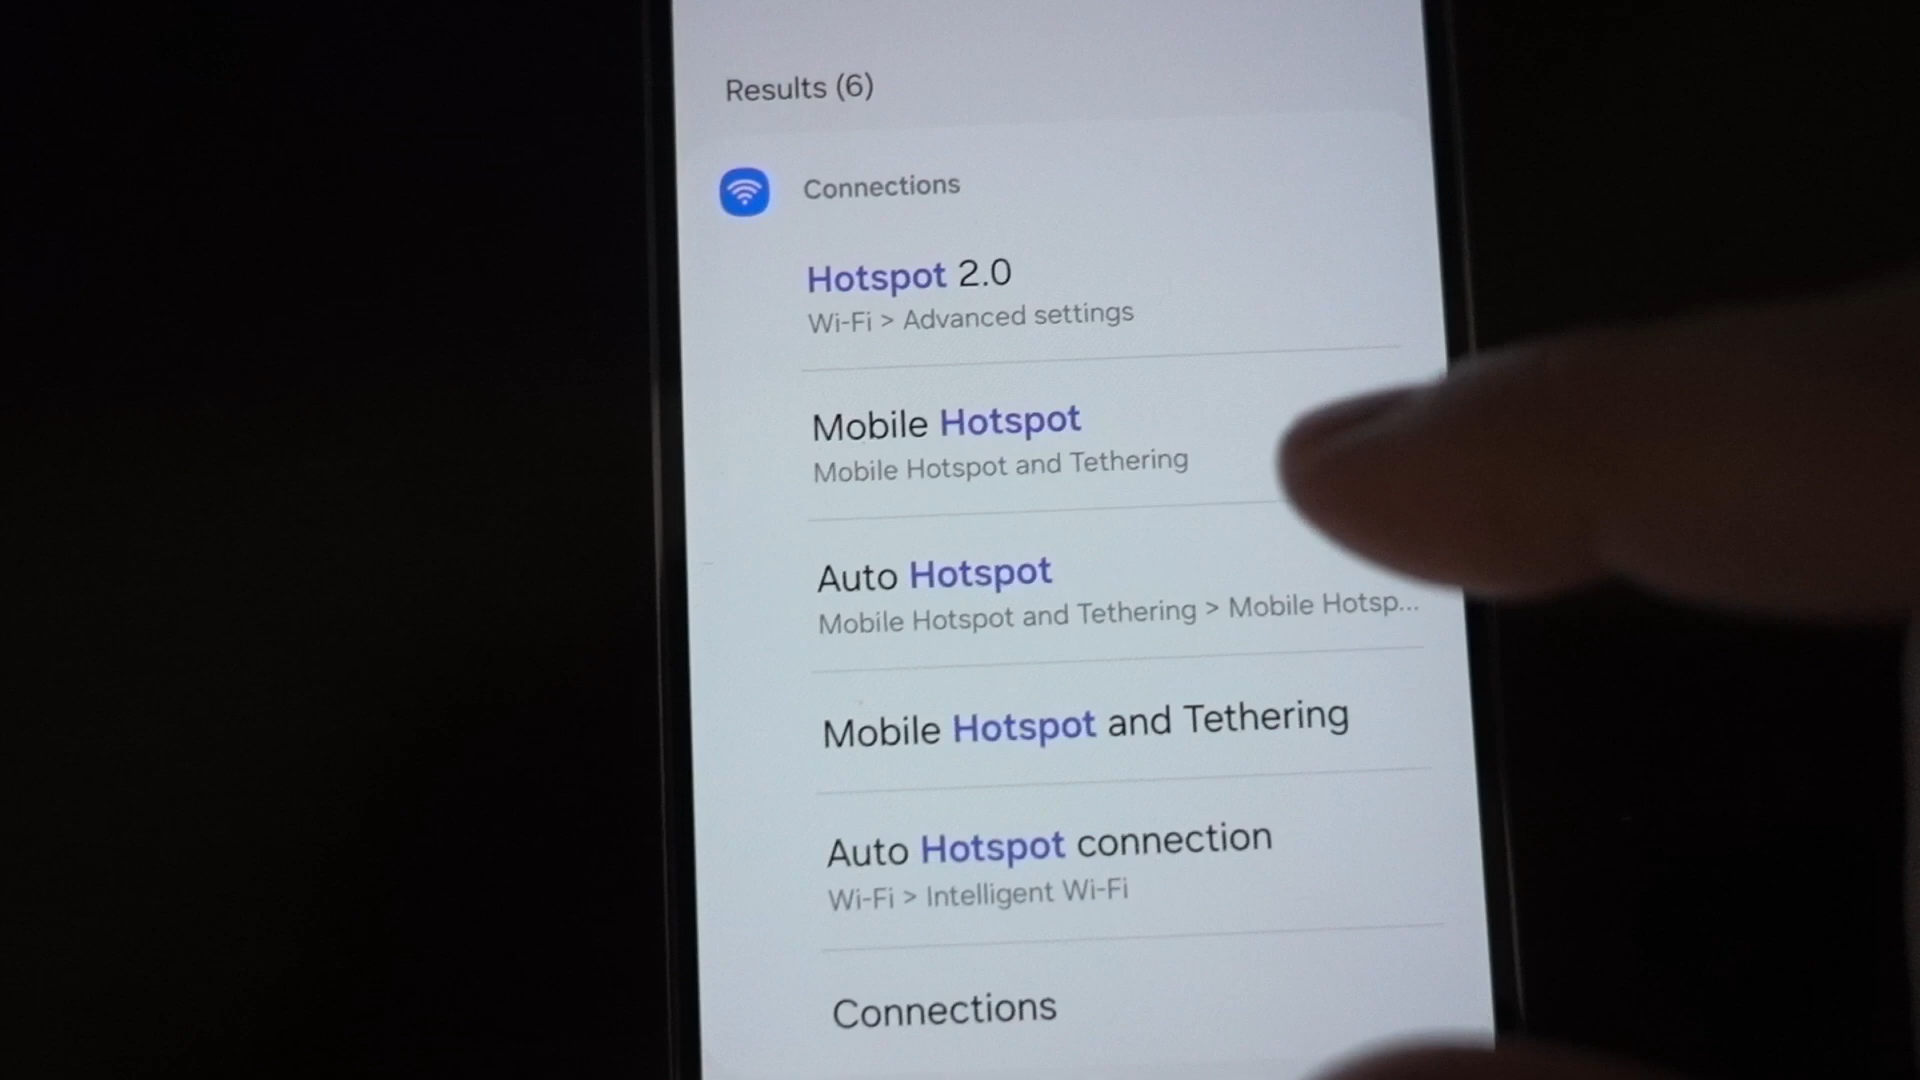 Results (6)
Connections
Hotspot 2.0
Wi-Fi > Advanced settings
Mobile Hotspot
Mobile Hotspot and Tethering
Auto Hotspot
Mobile Hotspot and Tethering > Mobile Hotsp...
Mobile Hotspot and Tethering
Auto Hotspot connection
Wi-Fi > Intelligent Wi-Fi
Connections